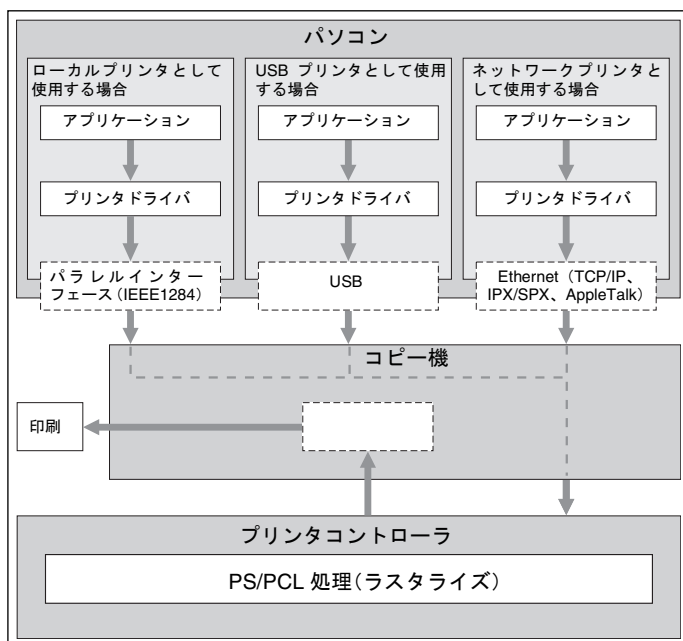 パソコン
ローカルプリンタとして
使用する場合
アプリケーション
プリンタドライバ
パラレルインター
フェース（IEEE1284）
USB プリンタとして使用
する場合
アプリケーション
プリンタドライバ
USB
ネットワークプリンタと
して使用する場合
アプリケーション
プリンタドライバ
Ethernet（TCP/IP、
IPX/SPX、AppleTalk）
コピー機
印刷
プリンタコントローラ
PS/PCL 処理（ラスタライズ）